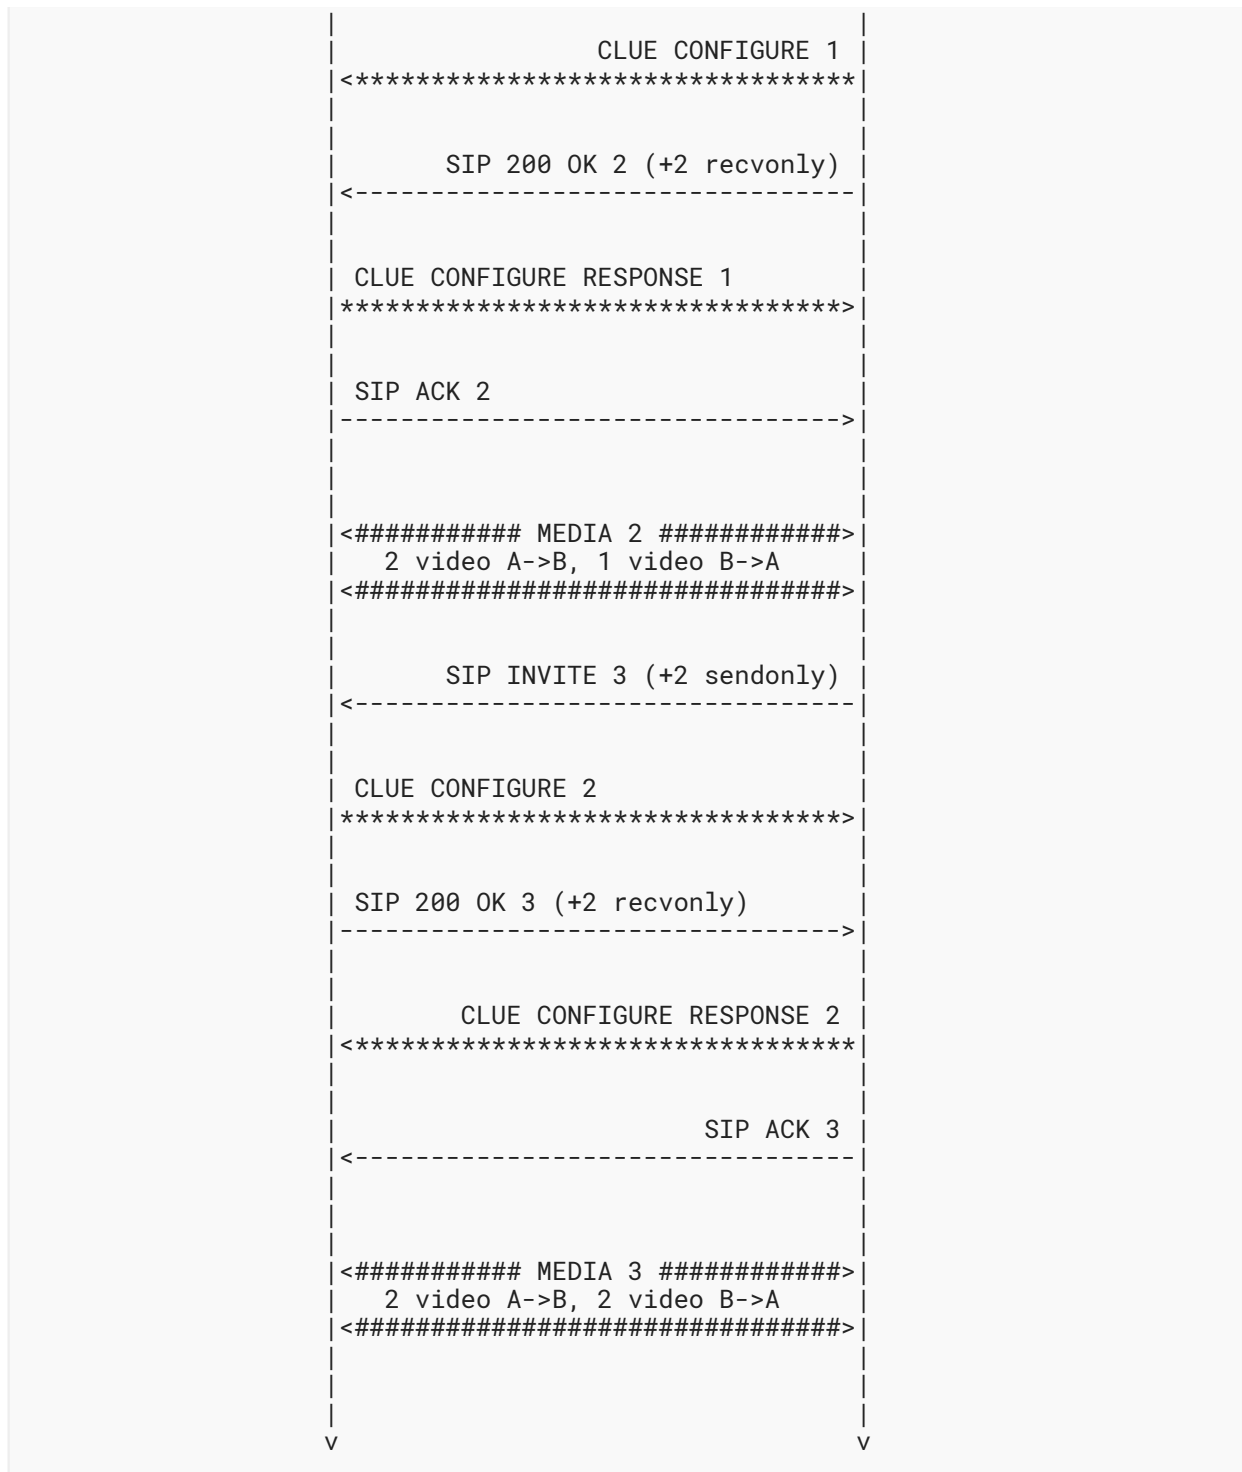 CLUE CONFIGURE 1
|<**********************************|
SIP 200 OK 2 (+2 recvonly)
|<---------------------------------|
CLUE CONFIGURE RESPONSE 1
|*********************************>|
SIP ACK 2
|--------------------------------->|
|<########### MEDIA 2 ############>|
2 video A->B, 1 video B->A
|<################################>|
SIP INVITE 3 (+2 sendonly)
|<---------------------------------|
CLUE CONFIGURE 2
|*********************************>|
SIP 200 OK 3 (+2 recvonly)
|--------------------------------->|
CLUE CONFIGURE RESPONSE 2
|<*********************************|
SIP ACK 3
|<---------------------------------|
|<########### MEDIA 3 ############>|
2 video A->B, 2 video B->A
|<################################>|
v v